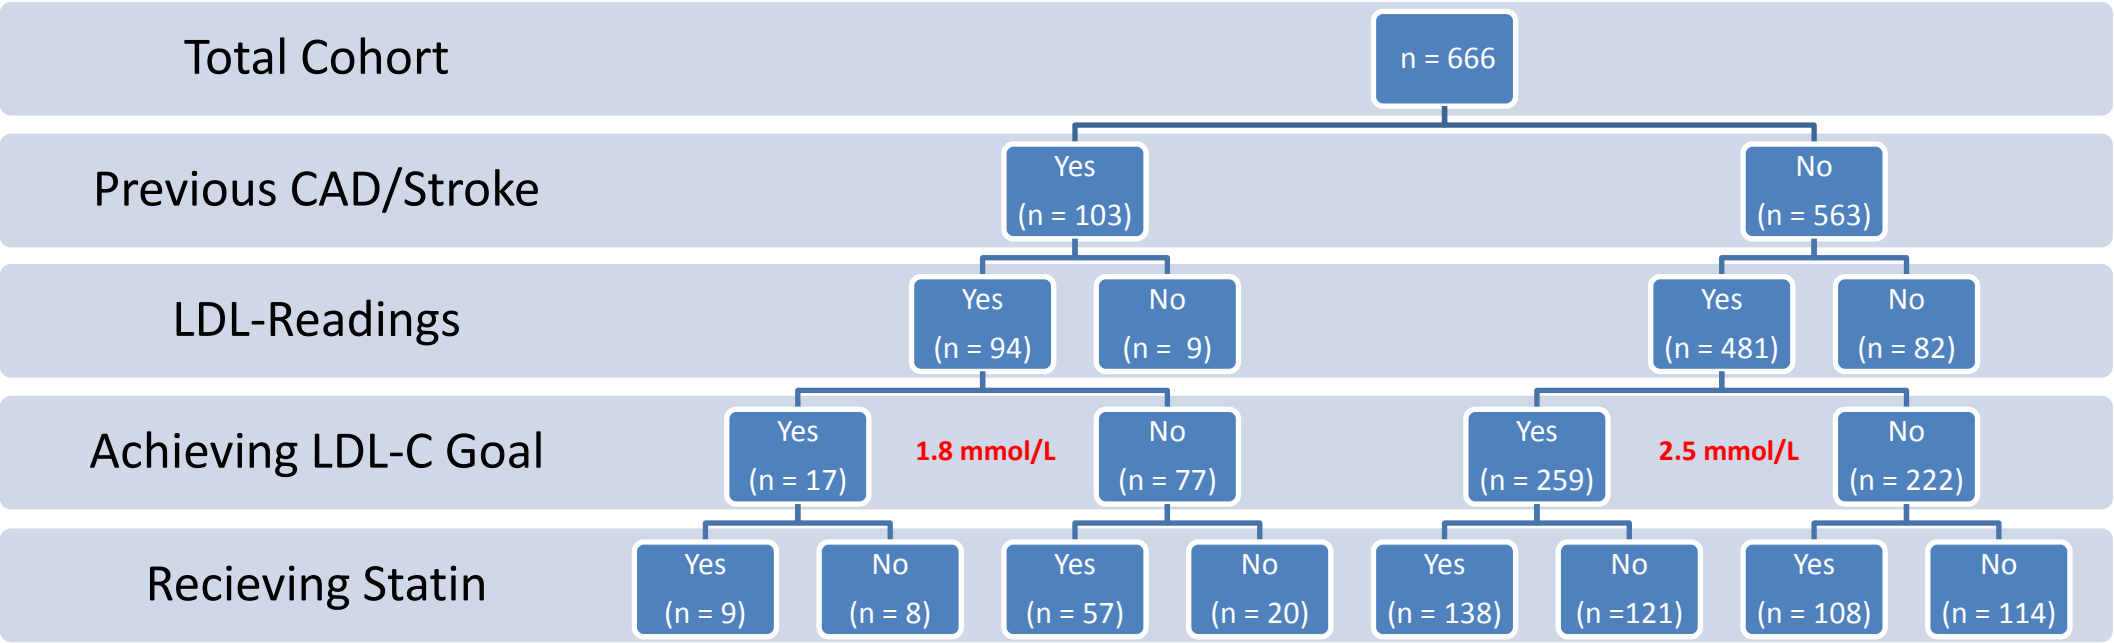 Total Cohort
n = 666
Previous CAD/Stroke
Yes
(n = 103)
No
(n = 563)
LDL-Readings
Yes
(n = 94)
No
(n =  9)
Yes
(n = 481)
No
(n = 82)
Achieving LDL-C Goal
Yes
(n = 17)
1.8 mmol/L
No
(n = 77)
Yes
(n = 259)
2.5 mmol/L
No
(n = 222)
Recieving Statin
Yes
(n = 9)
No
(n = 8)
Yes
(n = 57)
No
(n = 20)
Yes
(n = 138)
No
(n =121)
Yes
(n = 108)
No
(n = 114)